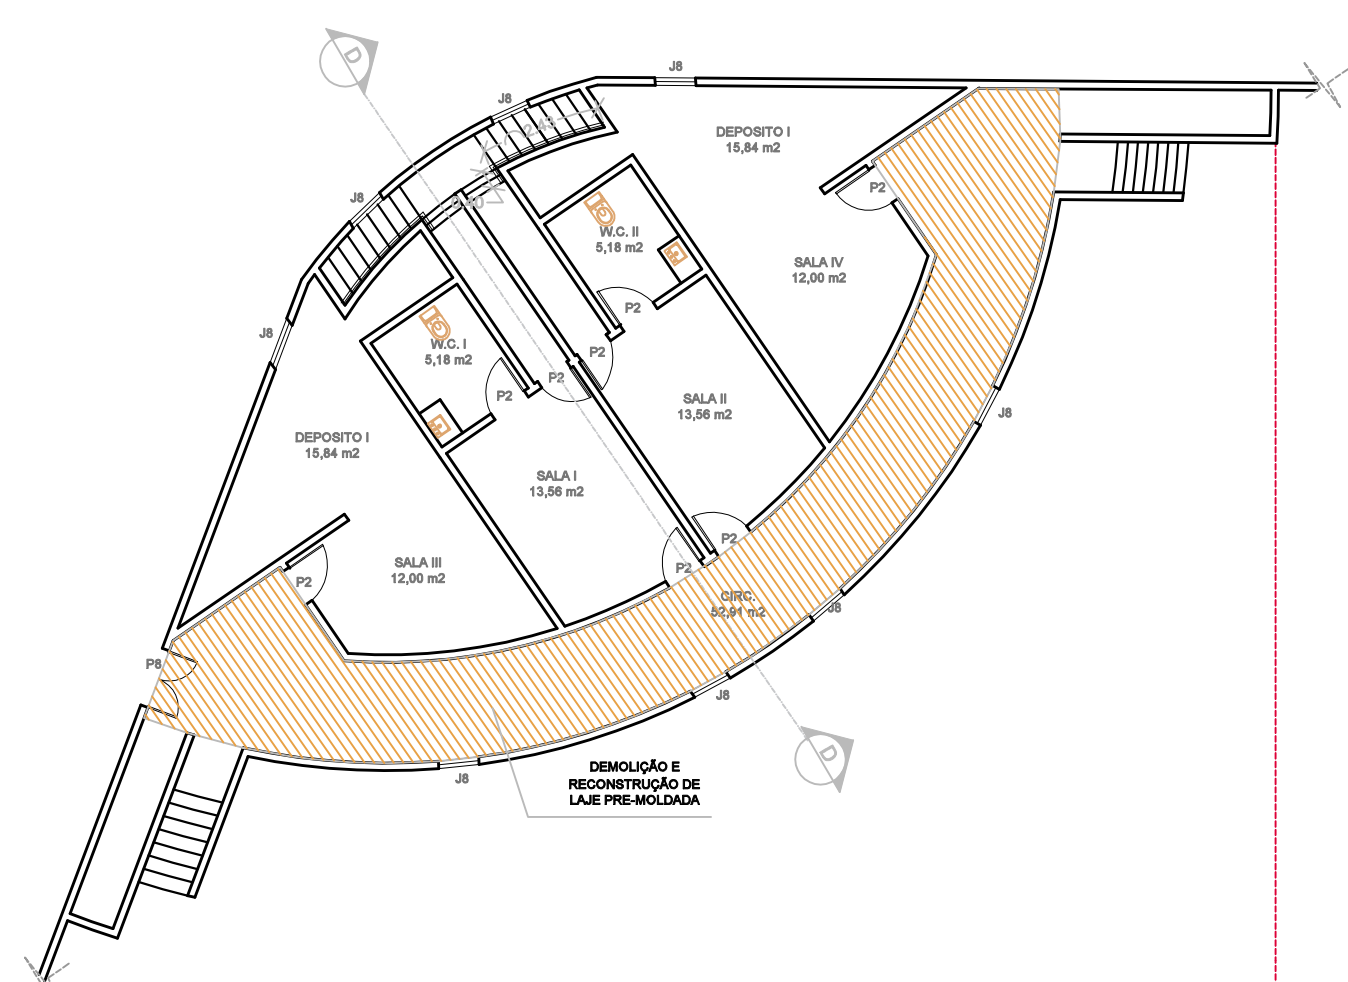 D
J8
J8
2.43
DEPOSITO I
15,84 m2
J8
0.40
P2
W.C. II
5,18 m2
SALA IV
12,00 m2
P2
J8
W.C. I
5,18 m2
P2
P2
P2
SALA II
13,56 m2
J8
DEPOSITO I
15,84 m2
SALA I
13,56 m2
P2
SALA III
12,00 m2
P2
P2
CIRC.
52,91 m2
J8
P8
J8
D
J8
DEMOLIÇÃO E
RECONSTRUÇÃO DE
LAJE PRE-MOLDADA